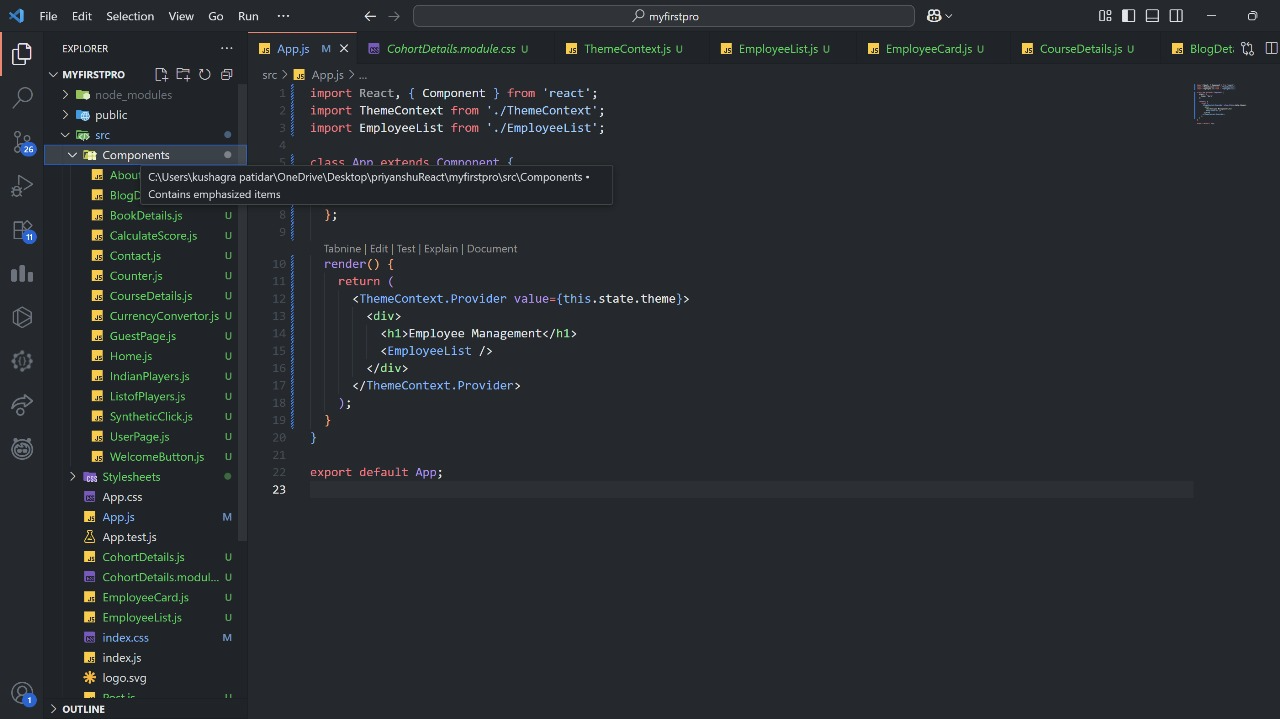 File Edit Selection View Go Run ···
myfirstpro
EXPLORER ···
App.js M
CohortDetails.module.css U
ThemeContext.js U
EmployeeList.js U
EmployeeCard.js U
CourseDetails.js U
BlogDet
MYFIRSTPRO
node_modules
public
src
Components
About
BlogD
BookDetails.js U
CalculateScore.js U
Contact.js U
Counter.js U
CourseDetails.js U
CurrencyConvertor.js U
GuestPage.js U
Home.js U
IndianPlayers.js U
ListofPlayers.js U
SyntheticClick.js U
UserPage.js U
WelcomeButton.js U
Stylesheets
App.css
App.js M
App.test.js
CohortDetails.js U
CohortDetails.modul... U
EmployeeCard.js U
EmployeeList.js U
index.css M
index.js
logo.svg
Post.js U
OUTLINE
26
11
1
C:\Users\kushagra patidar\OneDrive\Desktop\priyanshuReact\myfirstpro\src\Components •
Contains emphasized items
src > App.js > ...
1 import React, { Component } from 'react';
2 import ThemeContext from './ThemeContext';
3 import EmployeeList from './EmployeeList';
4
5 class App extends Component {
8 };
9
Tabnine | Edit | Test | Explain | Document
10 render() {
11 return (
12 <ThemeContext.Provider value={this.state.theme}>
13 <div>
14 <h1>Employee Management</h1>
15 <EmployeeList />
16 </div>
17 </ThemeContext.Provider>
18 );
19 }
20 }
21
22 export default App;
23